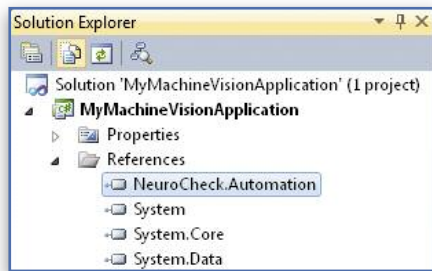 Solution Explorer
Solution 'MyMachineVisionApplication' (1 project)
MyMachineVisionApplication
Properties
References
NeuroCheck.Automation
System
System.Core
System.Data